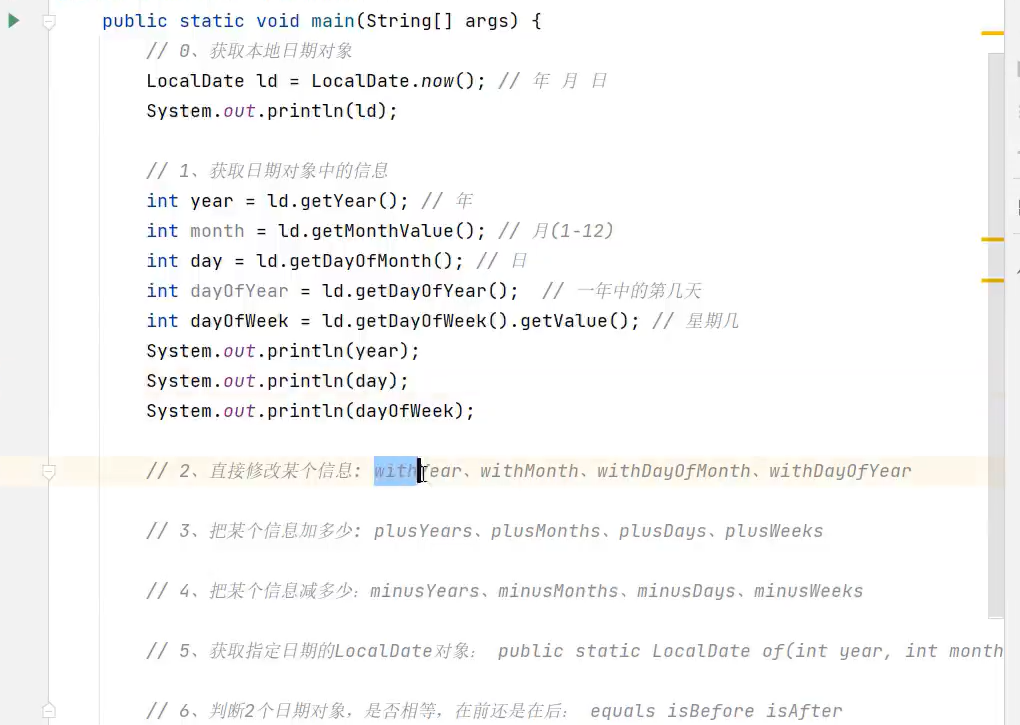 public static void main(String[] args) {
// 0、获取本地日期对象
LocalDate ld = LocalDate.now(); // 年 月 日
System.out.println(ld);
// 1、获取日期对象中的信息
int year = ld.getYear(); // 年
int month = ld.getMonthValue(); // 月(1-12)
int day = ld.getDayOfMonth(); // 日
int dayOfYear = ld.getDayOfYear();  // 一年中的第几天
int dayOfWeek = ld.getDayOfWeek().getValue(); // 星期几
System.out.println(year);
System.out.println(day);
System.out.println(dayOfWeek);
// 2、直接修改某个信息: withYear、withMonth、withDayOfMonth、withDayOfYear
// 3、把某个信息加多少: plusYears、plusMonths、plusDays、plusWeeks
// 4、把某个信息减多少：minusYears、minusMonths、minusDays、minusWeeks
// 5、获取指定日期的LocalDate对象： public static LocalDate of(int year, int month
// 6、判断2个日期对象，是否相等，在前还是在后： equals isBefore isAfter